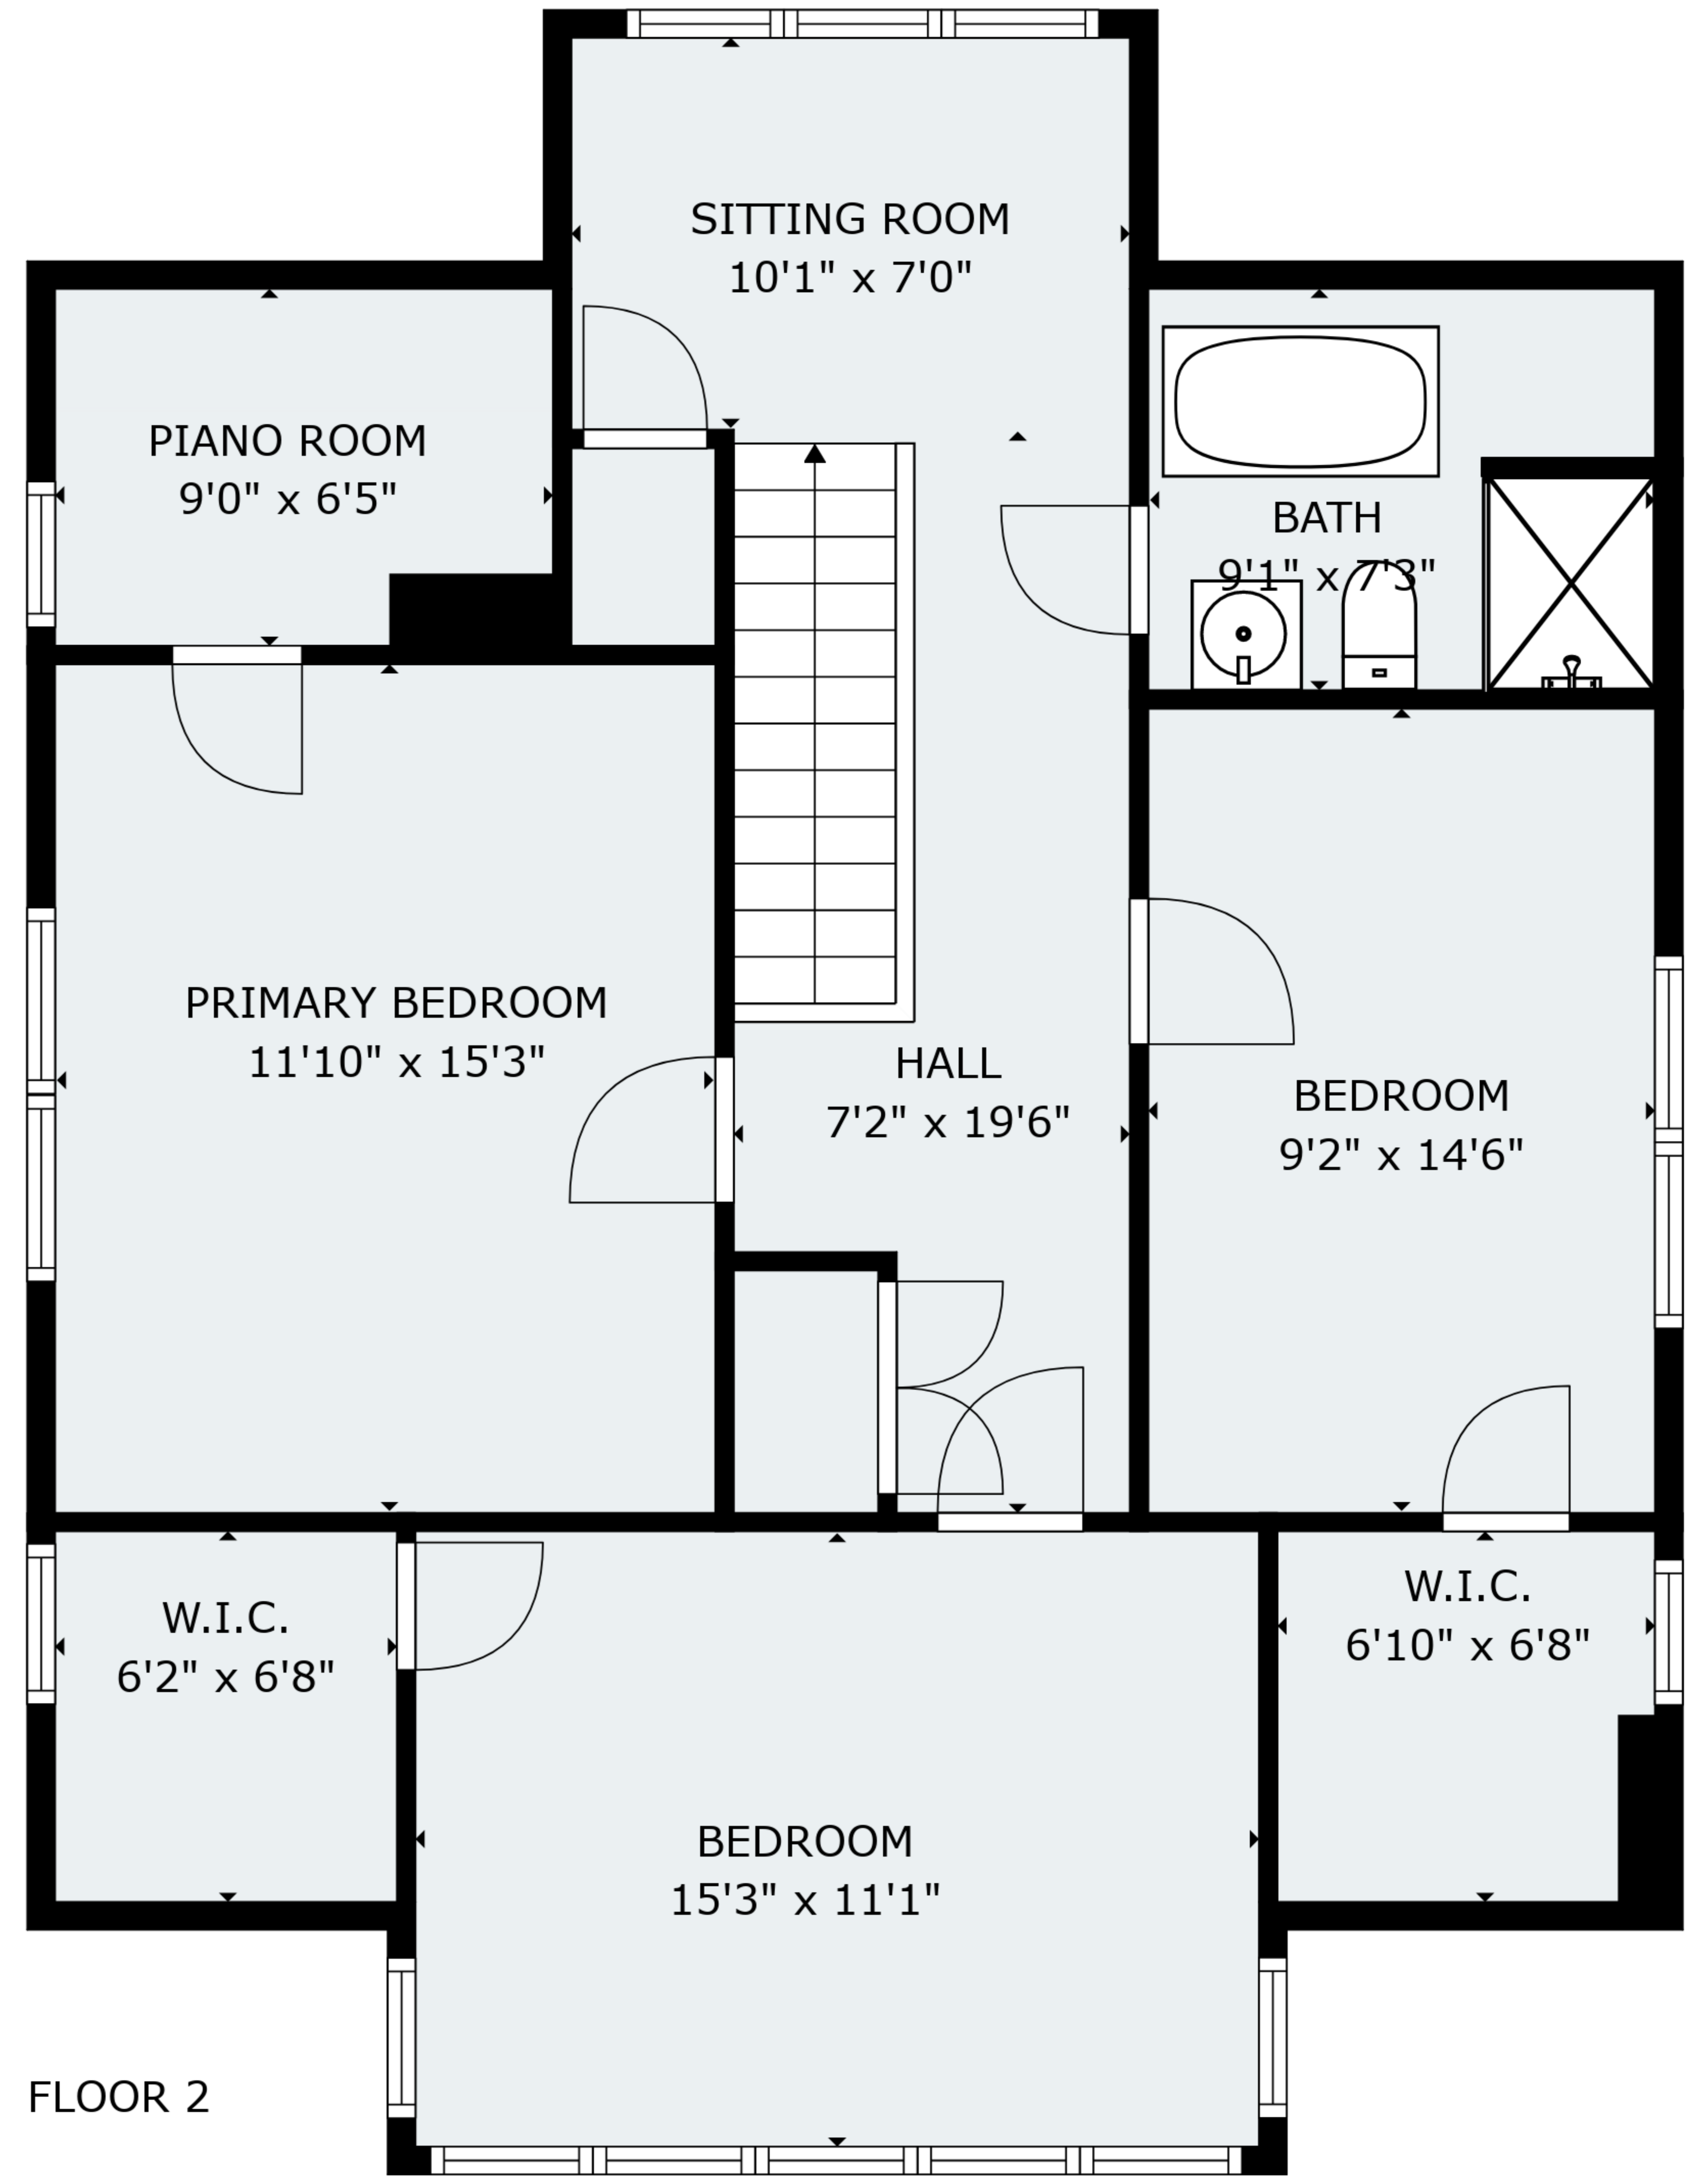 SITTING ROOM
10'1" x 7'0"
PIANO ROOM
9'0" x 6'5"
BATH
9'1" x 7'3"
PRIMARY BEDROOM
11'10" x 15'3"
HALL
7'2" x 19'6"
BEDROOM
9'2" x 14'6"
W.I.C.
6'2" x 6'8"
W.I.C.
6'10" x 6'8"
BEDROOM
15'3" x 11'1"
FLOOR 2